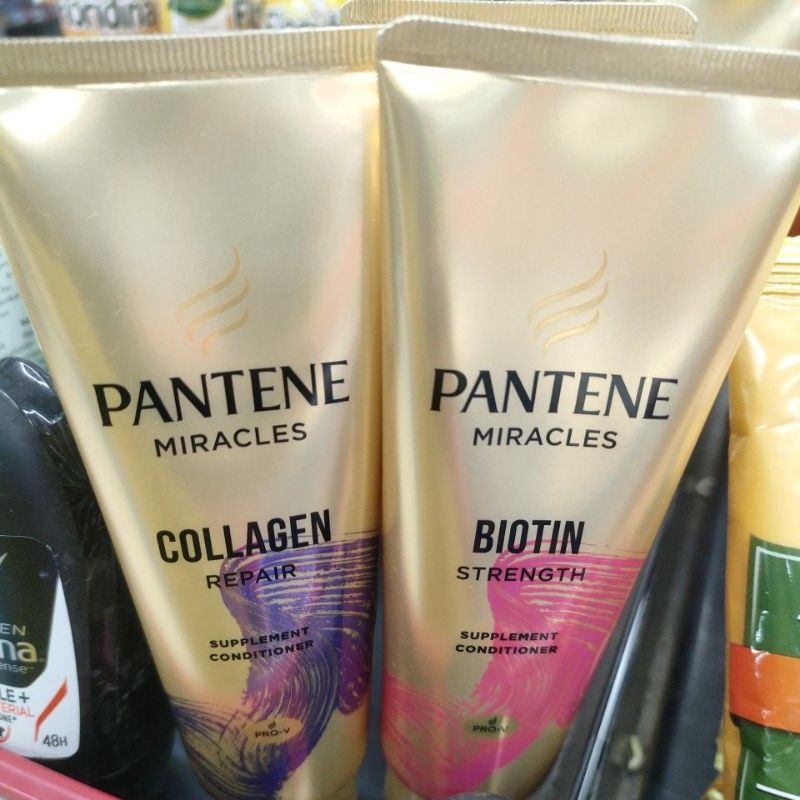 PANTENE
MIRACLES
COLLAGEN
REPAIR
SUPPLEMENT
CONDITIONER
PRO-V
PANTENE
MIRACLES
BIOTIN
STRENGTH
SUPPLEMENT
CONDITIONER
PRO-V
48H